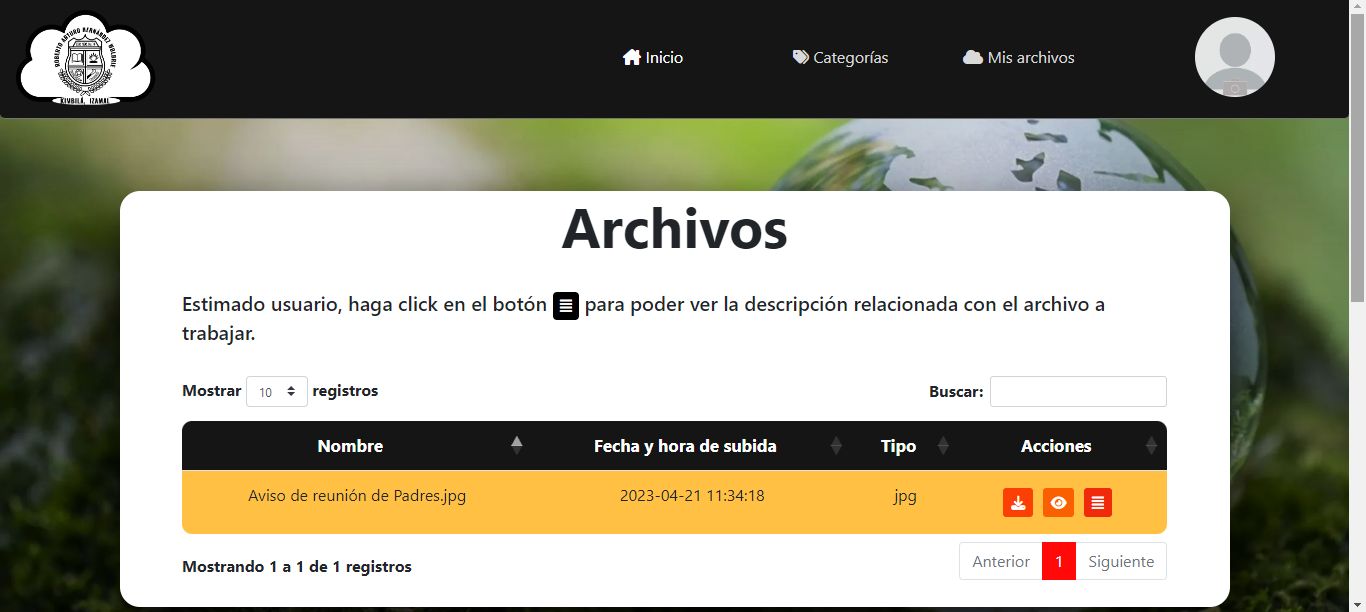 ROBERTO ARTURO HERNÁNDEZ
KIMBILÁ, IZAMAL
Inicio
Categorías
Mis archivos
Archivos
Estimado usuario, haga click en el botón para poder ver la descripción relacionada con el archivo a
trabajar.
Mostrar 10 registros
Buscar:
Nombre Fecha y hora de subida Tipo Acciones
Aviso de reunión de Padres.jpg 2023-04-21 11:34:18 jpg
Mostrando 1 a 1 de 1 registros
Anterior 1 Siguiente